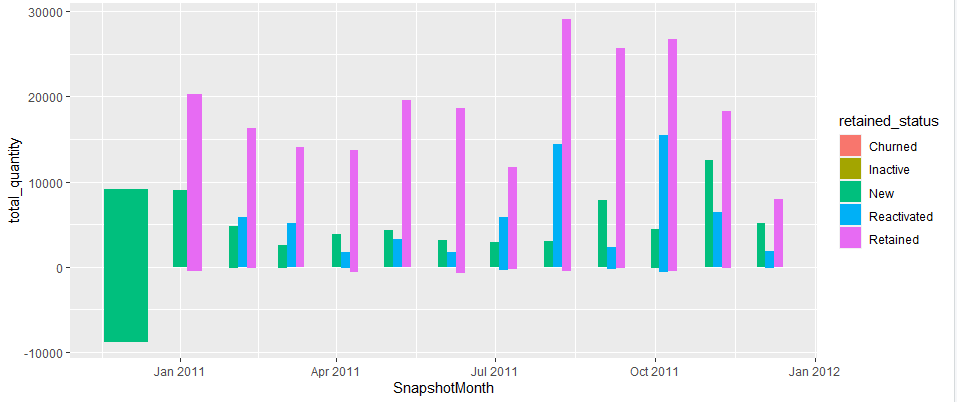 30000
20000
10000
0
-10000
total_quantity
Jan 2011
Apr 2011
Jul 2011
Oct 2011
Jan 2012
SnapshotMonth
retained_status
Churned
Inactive
New
Reactivated
Retained